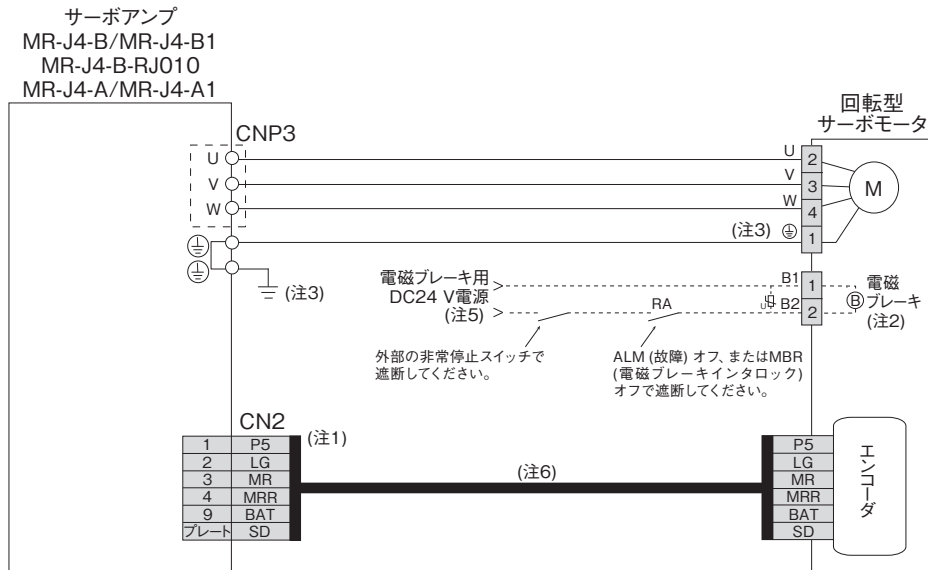 サーボアンプ
MR-J4-B/MR-J4-B1
MR-J4-B-RJ010
MR-J4-A/MR-J4-A1
回転型
サーボモータ
CNP3
U
V
W
U
V
W
(注3)
2
3
4
1
M
(注3)
電磁ブレーキ用
DC24 V電源
(注5)
RA
B1
U
B2
1
2
B
電磁
ブレーキ
(注2)
外部の非常停止スイッチで
遮断してください。
ALM (故障) オフ、またはMBR
(電磁ブレーキインタロック)
オフで遮断してください。
CN2
(注1)
1 P5
2 LG
3 MR
4 MRR
9 BAT
プレート SD
(注6)
P5
LG
MR
MRR
BAT
SD
エンコーダ